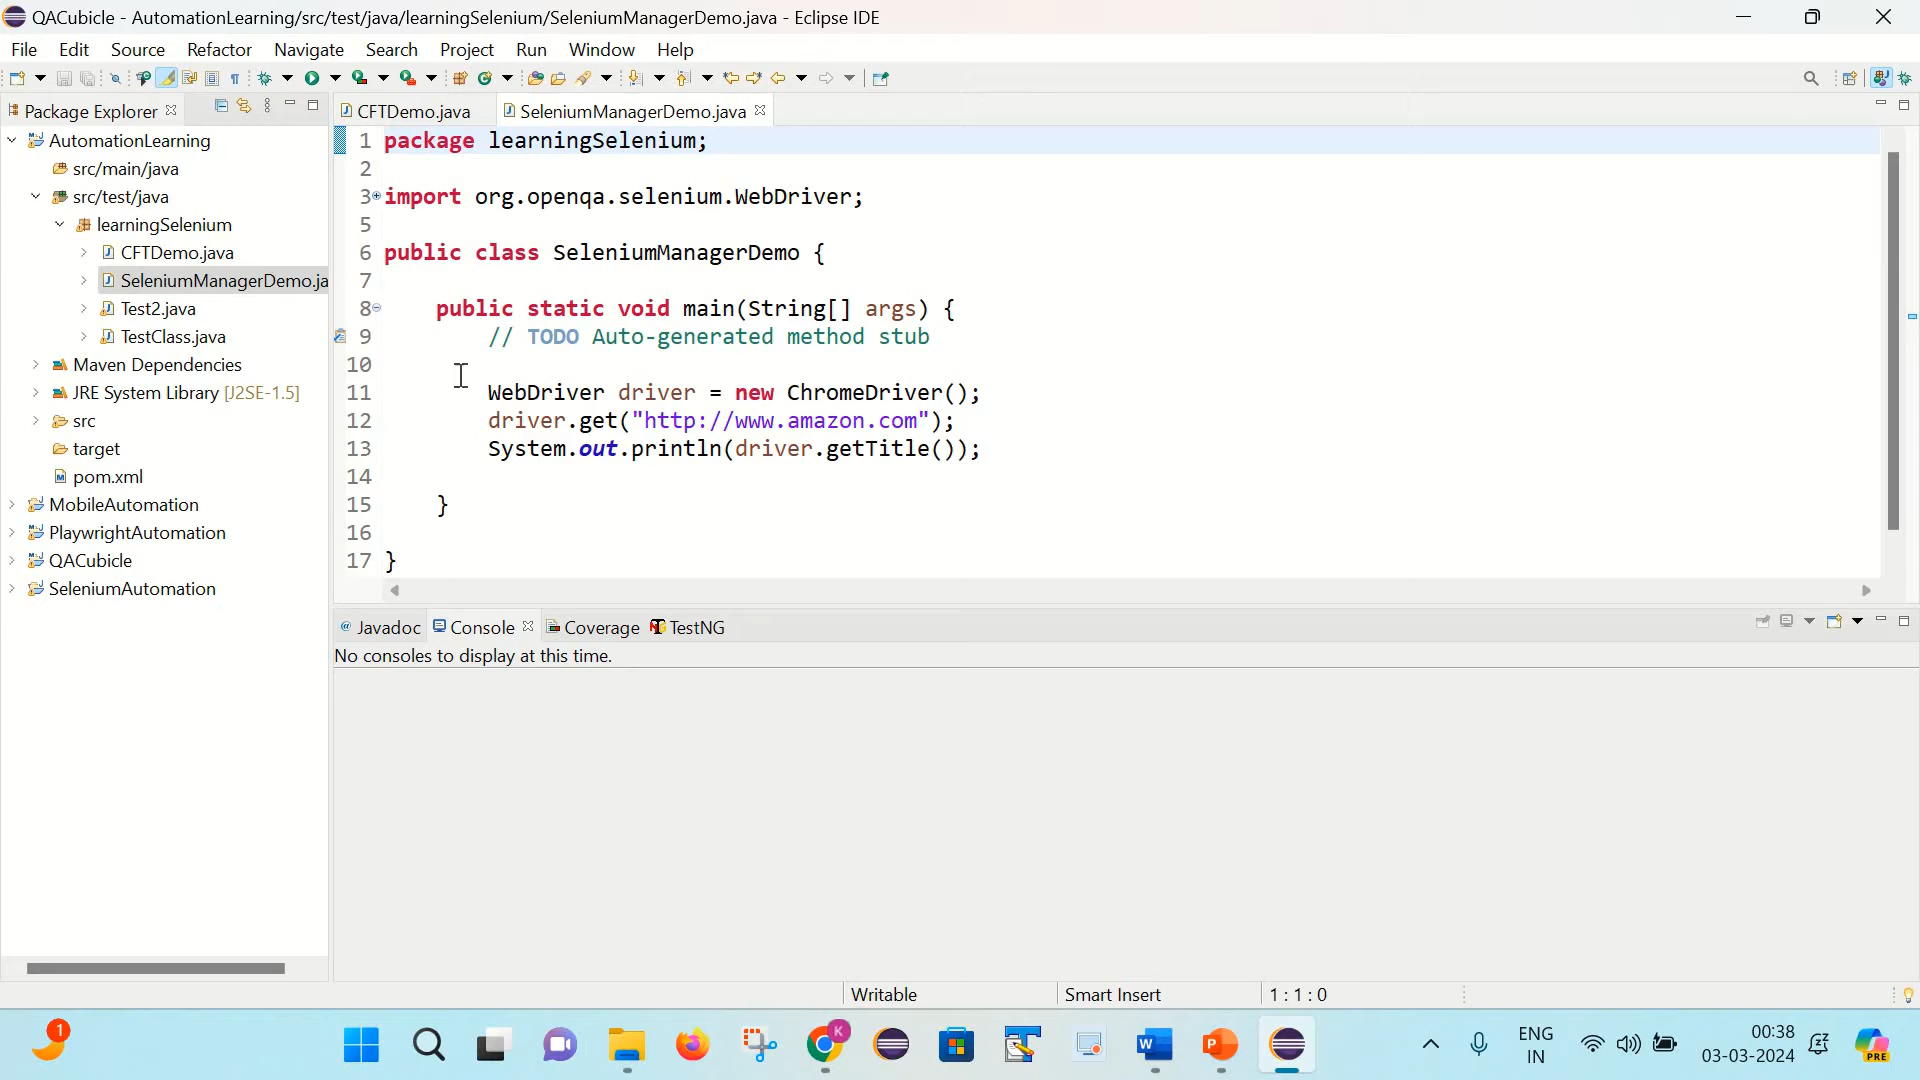 QACubicle - AutomationLearning/src/test/java/learningSelenium/SeleniumManagerDemo.java - Eclipse IDE
File Edit Source Refactor Navigate Search Project Run Window Help
Package Explorer
AutomationLearning
src/main/java
src/test/java
learningSelenium
CFTDemo.java
SeleniumManagerDemo.ja
Test2.java
TestClass.java
Maven Dependencies
JRE System Library [J2SE-1.5]
src
target
pom.xml
MobileAutomation
PlaywrightAutomation
QACubicle
SeleniumAutomation
CFTDemo.java SeleniumManagerDemo.java
1 package learningSelenium;
2
3 import org.openqa.selenium.WebDriver;
5
6 public class SeleniumManagerDemo {
7
8 public static void main(String[] args) {
9 // TODO Auto-generated method stub
10
11 WebDriver driver = new ChromeDriver();
12 driver.get("http://www.amazon.com");
13 System.out.println(driver.getTitle());
14
15 }
16
17 }
@ Javadoc Console Coverage TestNG
No consoles to display at this time.
Writable Smart Insert 1 : 1 : 0
1
K
ENG
IN
00:38
03-03-2024
PRE